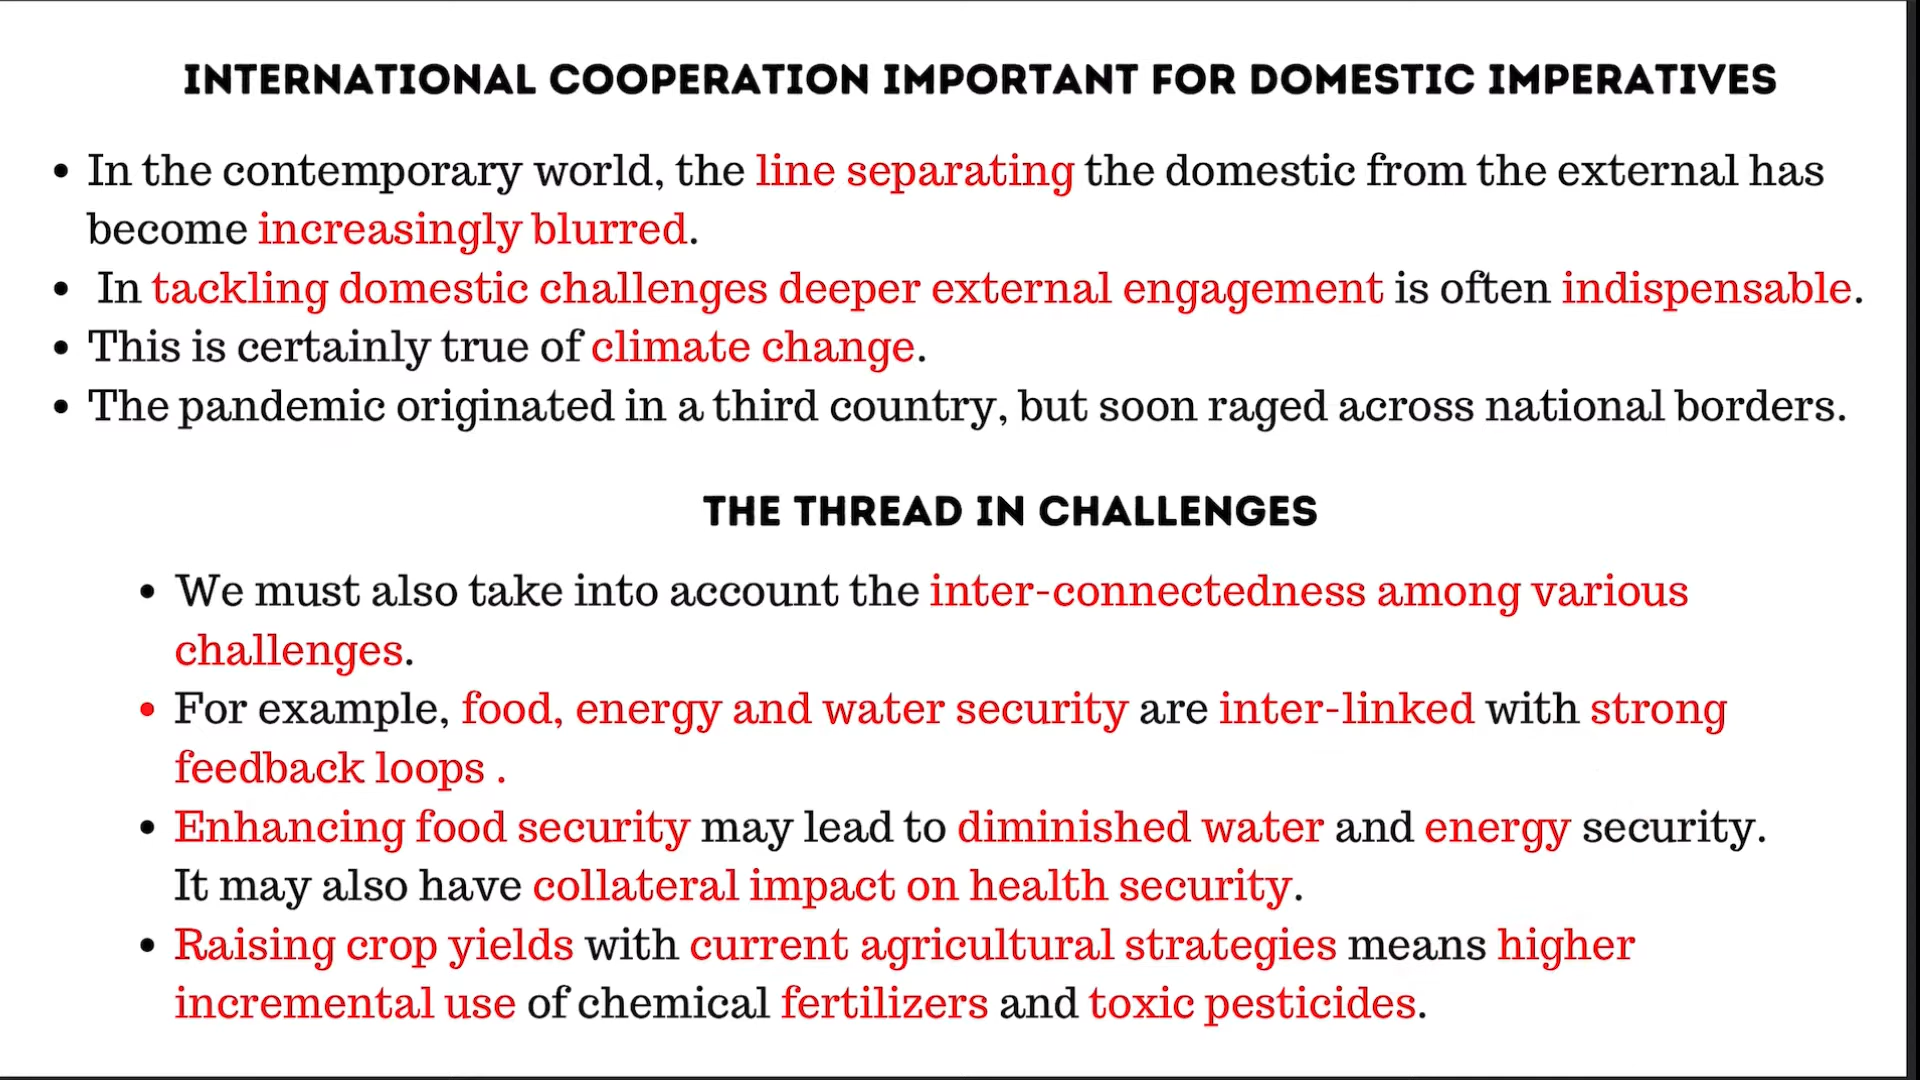 INTERNATIONAL COOPERATION IMPORTANT FOR DOMESTIC IMPERATIVES
• In the contemporary world, the line separating the domestic from the external has
become increasingly blurred.
• In tackling domestic challenges deeper external engagement is often indispensable.
• This is certainly true of climate change.
• The pandemic originated in a third country, but soon raged across national borders.
THE THREAD IN CHALLENGES
• We must also take into account the inter-connectedness among various
challenges.
• For example, food, energy and water security are inter-linked with strong
feedback loops .
• Enhancing food security may lead to diminished water and energy security.
It may also have collateral impact on health security.
• Raising crop yields with current agricultural strategies means higher
incremental use of chemical fertilizers and toxic pesticides.